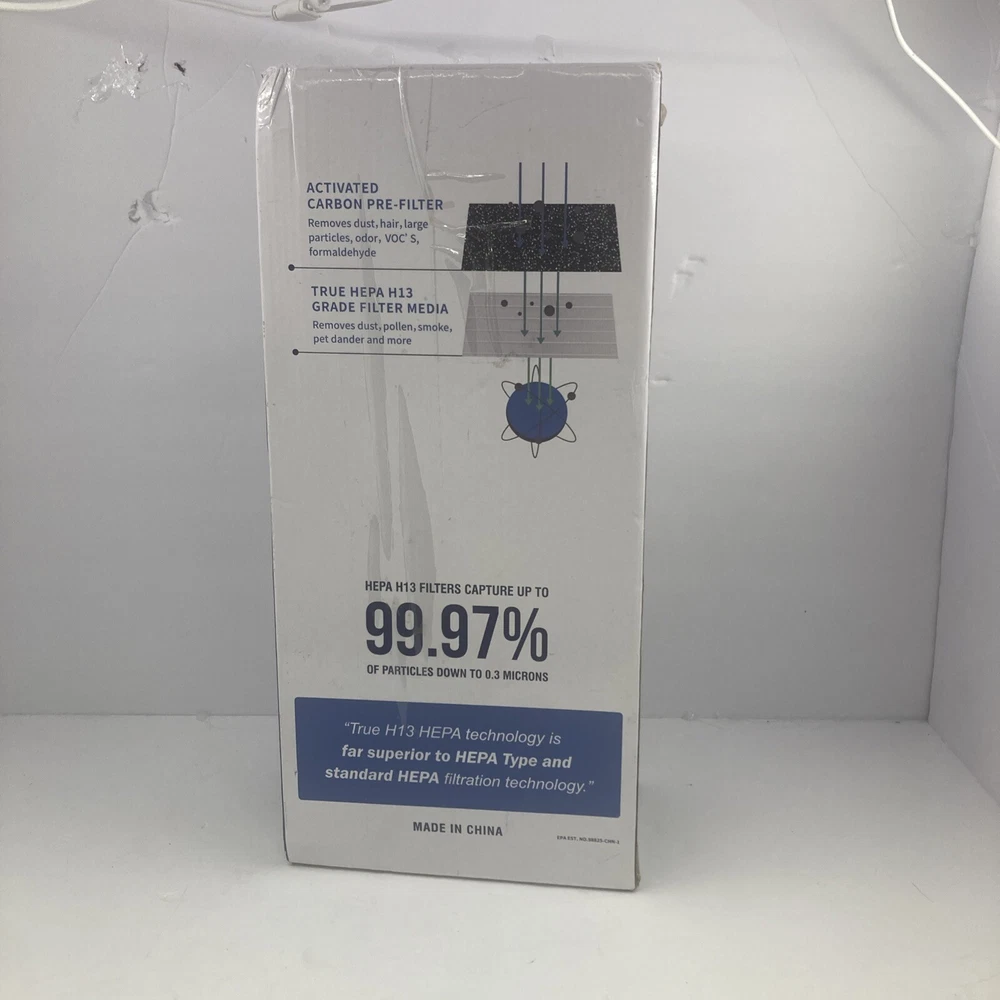 ACTIVATED
CARBON PRE-FILTER
Removes dust, hair, large
particles, odor, VOC' S,
formaldehyde
TRUE HEPA H13
GRADE FILTER MEDIA
Removes dust, pollen, smoke,
pet dander and more
HEPA H13 FILTERS CAPTURE UP TO
99.97%
OF PARTICLES DOWN TO 0.3 MICRONS
“True H13 HEPA technology is
far superior to HEPA Type and
standard HEPA filtration technology.”
MADE IN CHINA
EPA EST. NO.